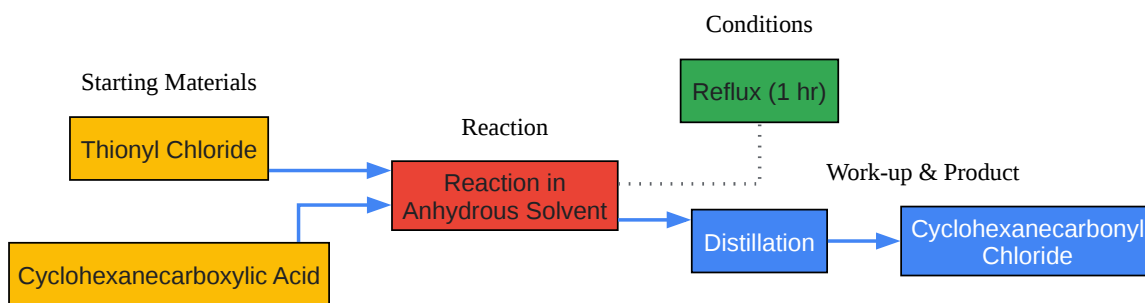 Conditions
Starting Materials
Reflux (1 hr)
Reaction
Thionyl Chloride
Reaction in
Anhydrous Solvent
Work-up & Product
Distillation
Cyclohexanecarbonyl
Chloride
Cyclohexanecarboxylic Acid